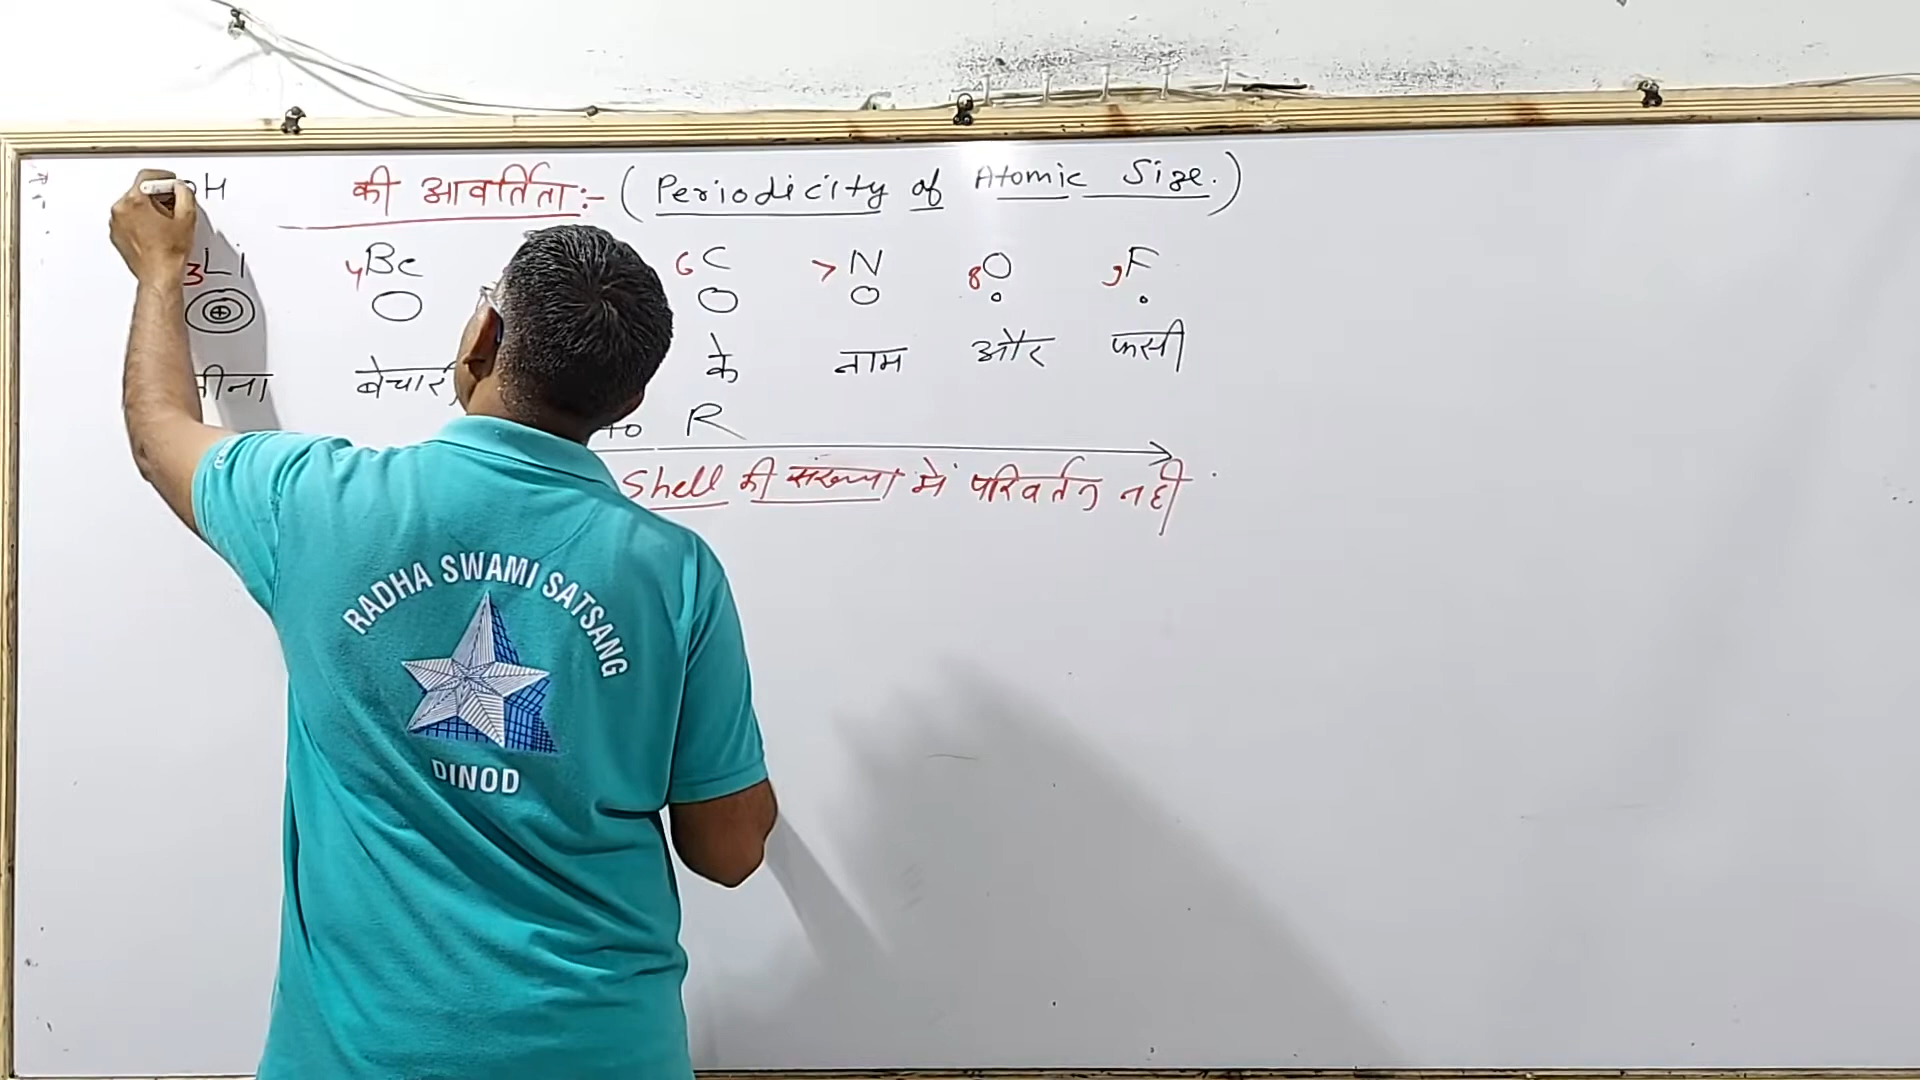 H की आवर्तिता :- (Periodicity of Atomic Size.)
3Li 4Be 6C 7N 8O 9F
+
बेचारी के नाम और फसी
to R
Shell की संख्या में परिवर्तन नही
RADHA SWAMI SATSANG
DINOD